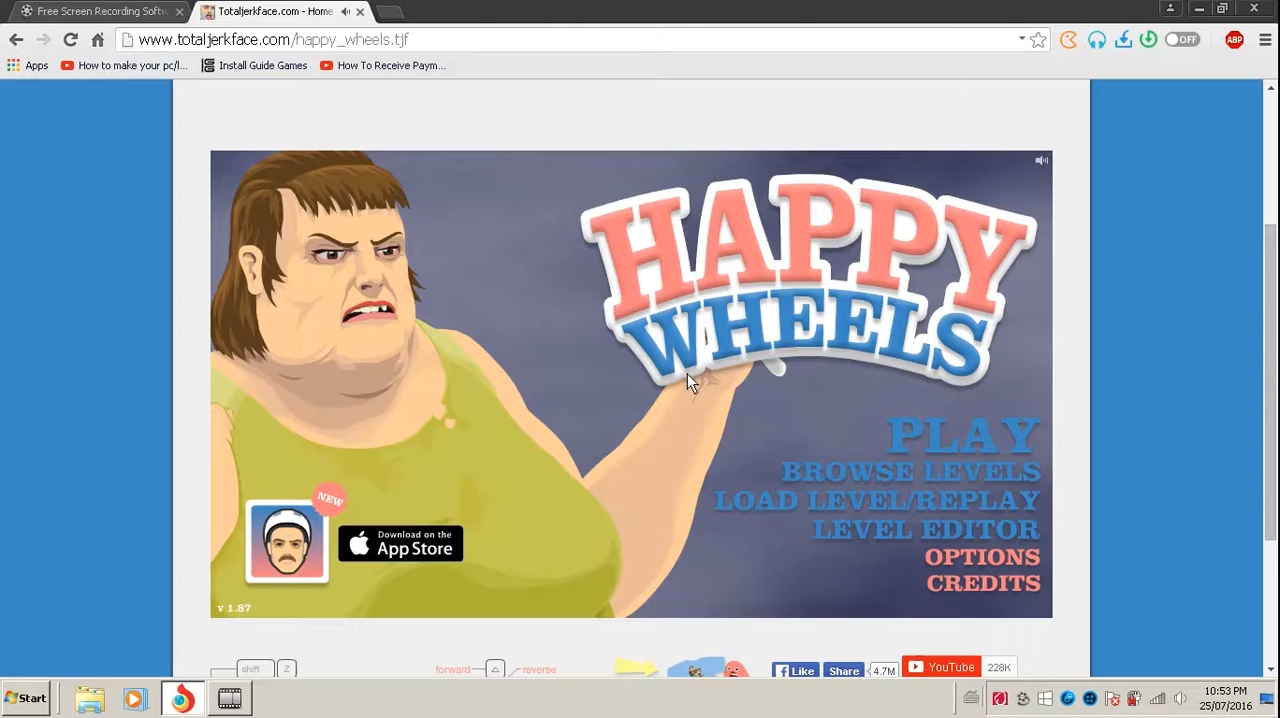 Free Screen Recording Softw
Totaljerkface.com - Home
www.totaljerkface.com/happy_wheels.tjf
OFF
ABP
Apps
How to make your pc/l...
Install Guide Games
How To Receive Paym...
HAPPY
WHEELS
PLAY
BROWSE LEVELS
LOAD LEVEL/REPLAY
LEVEL EDITOR
OPTIONS
CREDITS
NEW
Download on the
App Store
v 1.87
shift
Z
forward
reverse
Like
Share
4.7M
YouTube
228K
Start
10:53 PM
25/07/2016